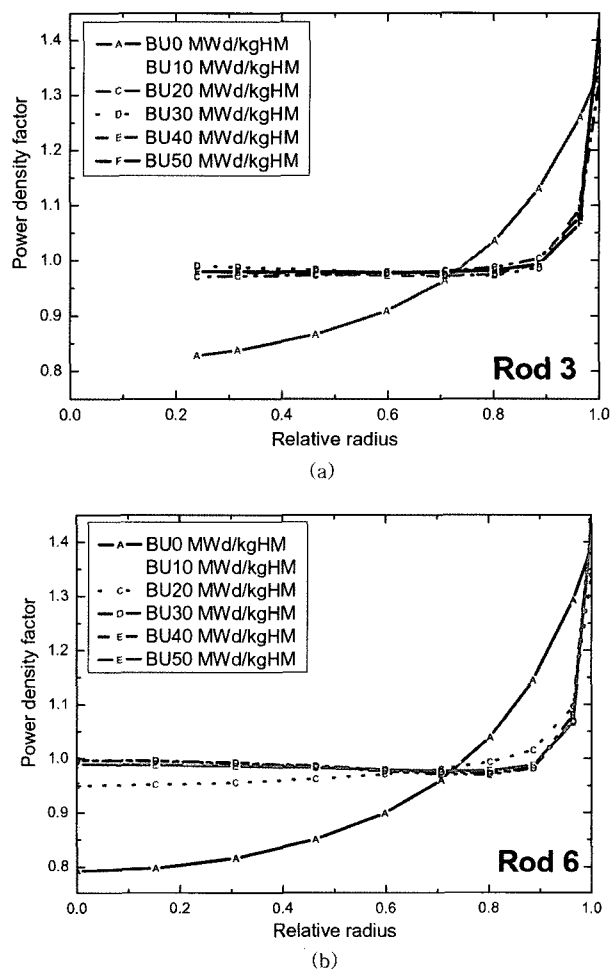 1.4
1.3
1.2
1.1
1.0
0.9
0.8
Power density factor
A BU0 MWd/kgHM
BU10 MWd/kgHM
C BU20 MWd/kgHM
D BU30 MWd/kgHM
E BU40 MWd/kgHM
F BU50 MWd/kgHM
Rod 3
0.0 0.2 0.4 0.6 0.8 1.0
Relative radius
(a)
1.4
1.3
1.2
1.1
1.0
0.9
0.8
Power density factor
A BU0 MWd/kgHM
BU10 MWd/kgHM
C BU20 MWd/kgHM
D BU30 MWd/kgHM
E BU40 MWd/kgHM
E BU50 MWd/kgHM
Rod 6
0.0 0.2 0.4 0.6 0.8 1.0
Relative radius
(b)